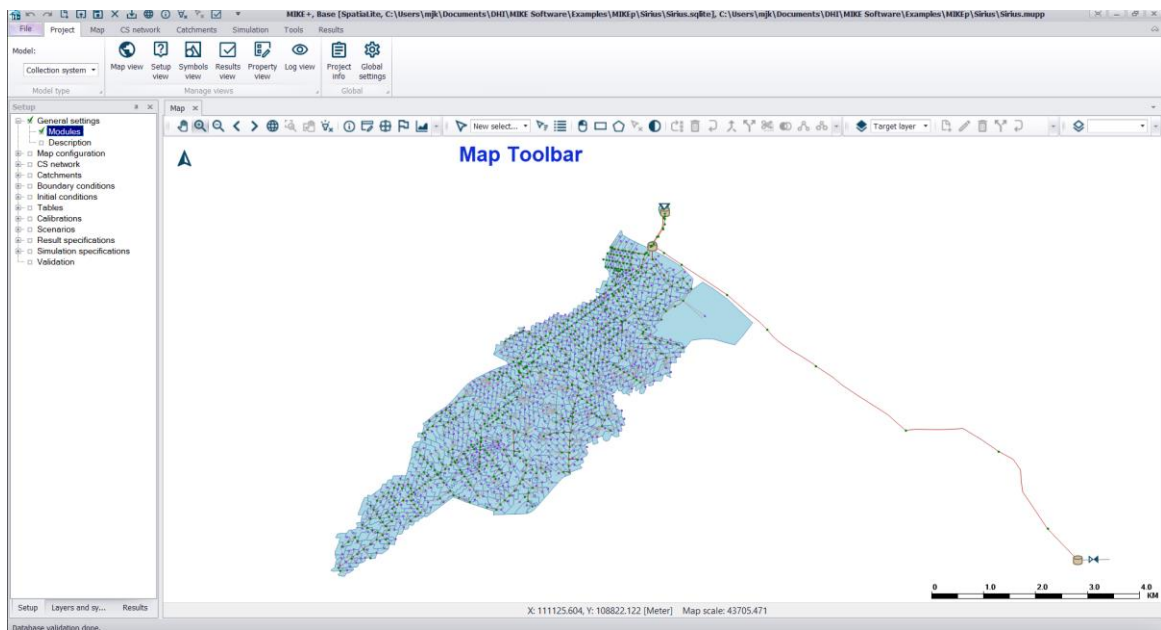 MIKE+, Base [SpatiaLite, C:\Users\mjk\Documents\DHI\MIKE Software\Examples\MIKEp\Sirius\Sirius.sqlite], C:\Users\mjk\Documents\DHI\MIKE Software\Examples\MIKEp\Sirius\Sirius.mupp
File Project Map CS network Catchments Simulation Tools Results
Model:
Collection system
Map view Setup view Symbols view Results view Property view Log view Project info Global settings
Model type Manage views Global
Setup
Map
General settings
Modules
Description
Map configuration
CS network
Catchments
Boundary conditions
Initial conditions
Tables
Calibrations
Scenarios
Result specifications
Simulation specifications
Validation
New select... Target layer
Map Toolbar
0 1.0 2.0 3.0 4.0
KM
Setup Layers and sy... Results
X: 111125.604, Y: 108822.122 [Meter] Map scale: 43705.471
Database validation done.